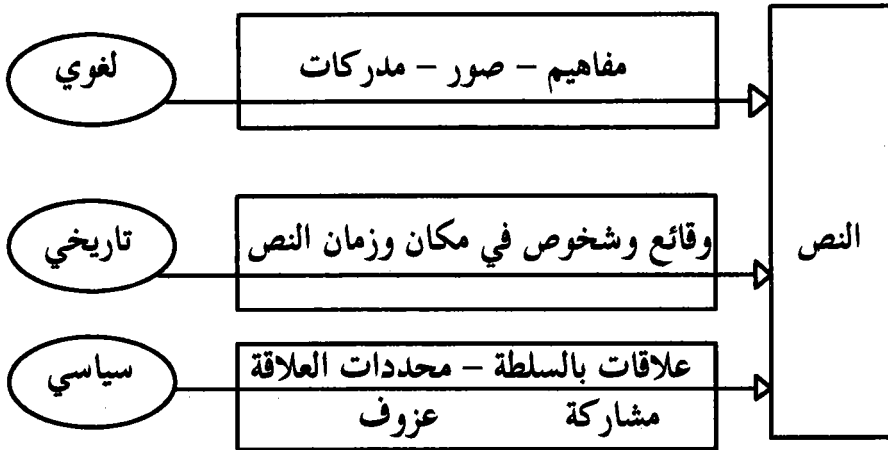 لغوي
مفاهيم – صور – مدركات
تاريخي
وقائع وشخوص في مكان وزمان النص
النص
سياسي
علاقات بالسلطة – محددات العلاقة
مشاركة عزوف